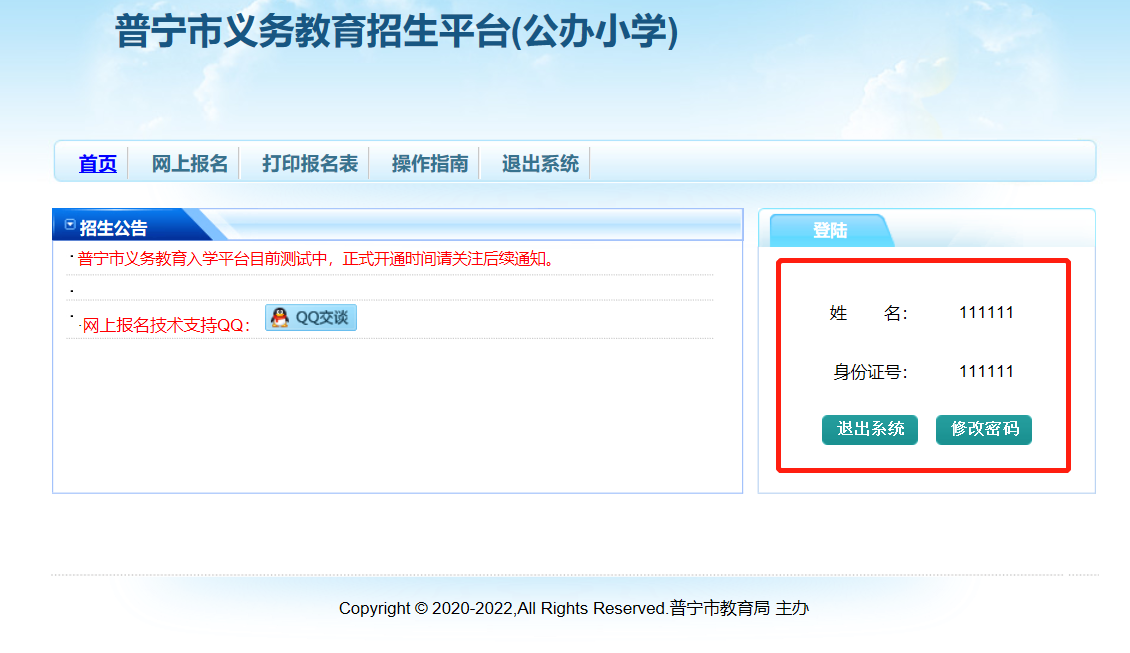 普宁市义务教育招生平台(公办小学)
首页 网上报名 打印报名表 操作指南 退出系统
招生公告
· 普宁市义务教育入学平台目前测试中，正式开通时间请关注后续通知。
·
· ·网上报名技术支持QQ： QQ交谈
登陆
姓 名： 111111
身份证号： 111111
退出系统 修改密码
Copyright © 2020-2022,All Rights Reserved.普宁市教育局 主办